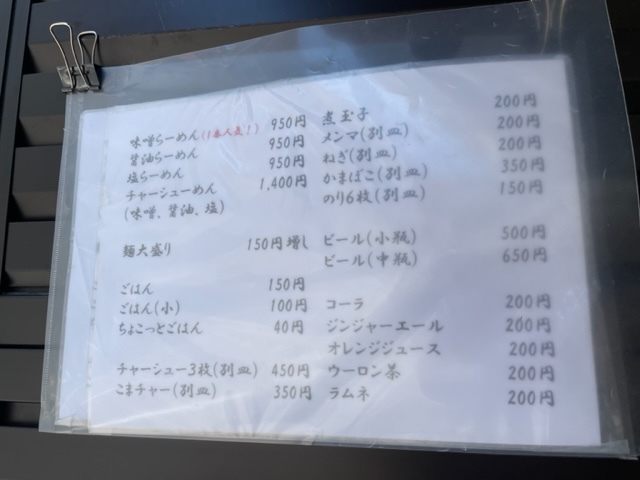 味噌らーめん(1番人気!) 950円
醤油らーめん 950円
塩らーめん 950円
チャーシューめん 1,400円
(味噌、醤油、塩)
麺大盛り 150円増し
ごはん 150円
ごはん(小) 100円
ちょこっとごはん 40円
チャーシュー3枚(別皿) 450円
こまチャー(別皿) 350円
煮玉子 200円
メンマ(別皿) 200円
ねぎ(別皿) 200円
かまぼこ(別皿) 350円
のり6枚(別皿) 150円
ビール(小瓶) 500円
ビール(中瓶) 650円
コーラ 200円
ジンジャーエール 200円
オレンジジュース 200円
ウーロン茶 200円
ラムネ 200円